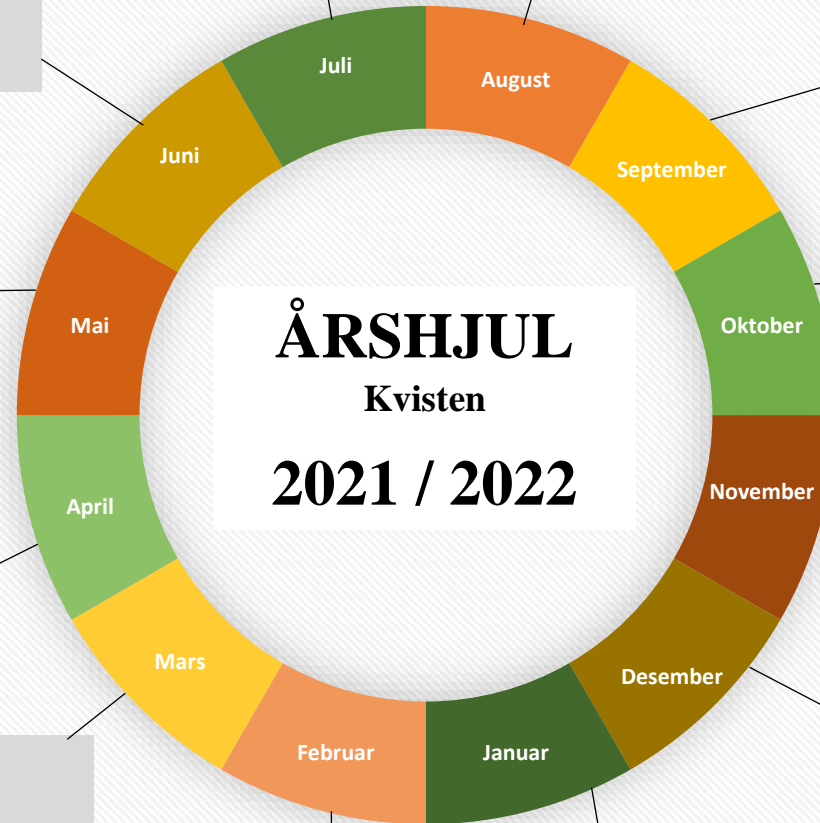 Juli
August
Juni
September
Mai
Oktober
ÅRSHJUL
Kvisten
2021 / 2022
April
November
Mars
Desember
Februar
Januar